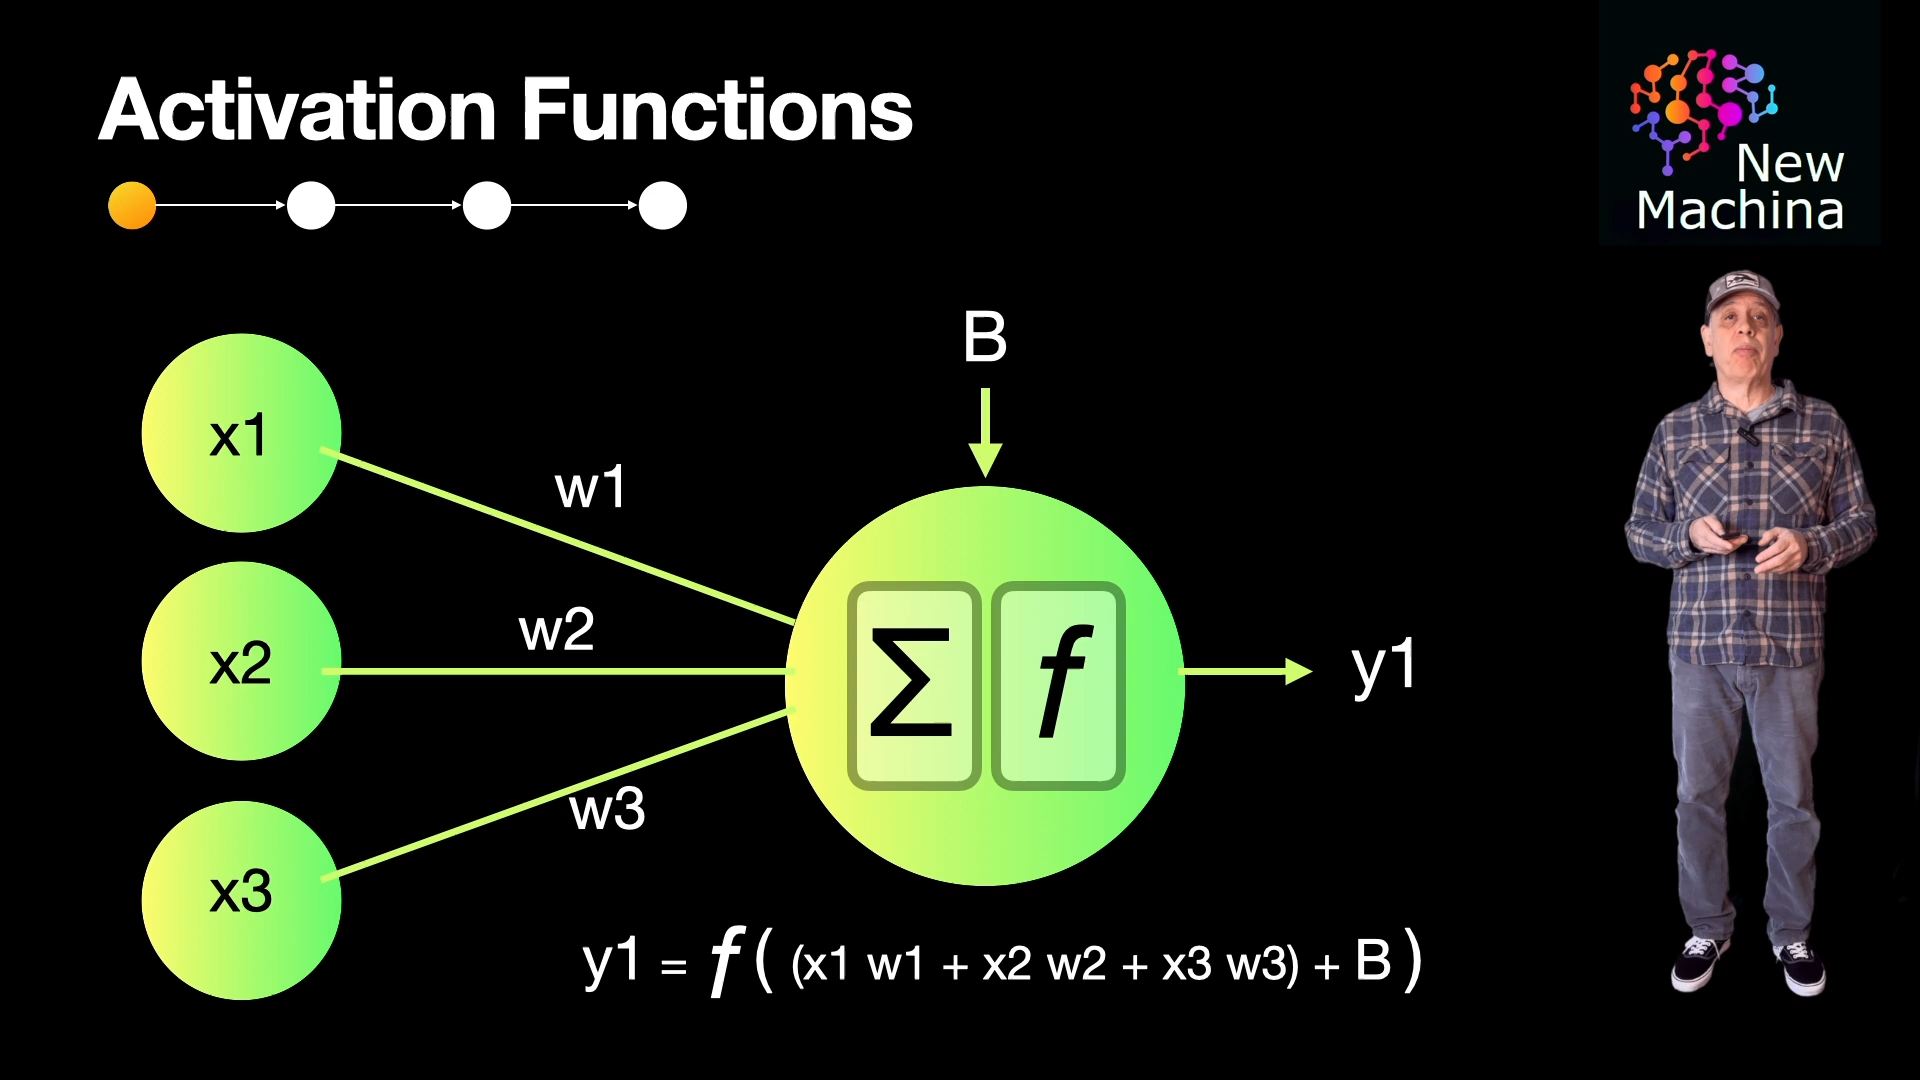 Activation Functions
New
Machina
B
x1
w1
x2
w2
Σ f
y1
x3
w3
y1 = f ( (x1 w1 + x2 w2 + x3 w3) + B )